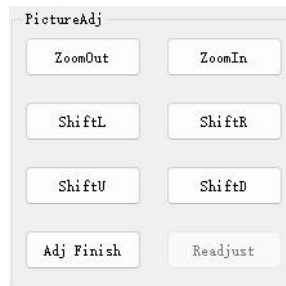 PictureAdj
ZoomOut ZoomIn
ShiftL ShiftR
ShiftU ShiftD
Adj Finish Readjust